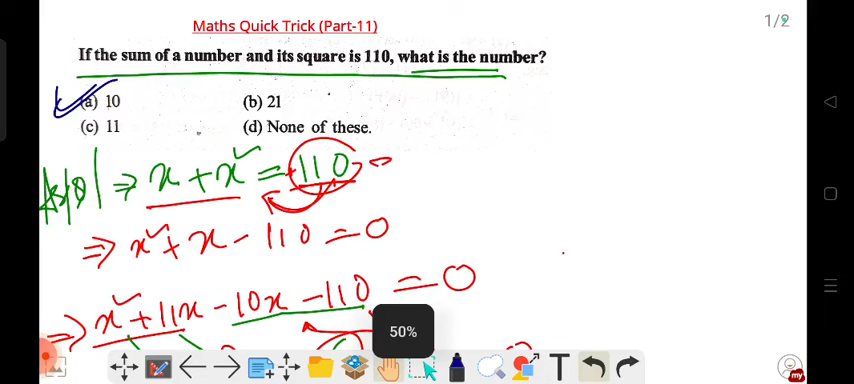 1/2
Maths Quick Trick (Part-11)
If the sum of a number and its square is 110, what is the number?
(a) 10 (b) 21
(c) 11 (d) None of these.
As/Q ⇒ x + x² = 110
⇒ x² + x - 110 = 0
⇒ x² + 11x - 10x - 110 = 0
50%
T
my